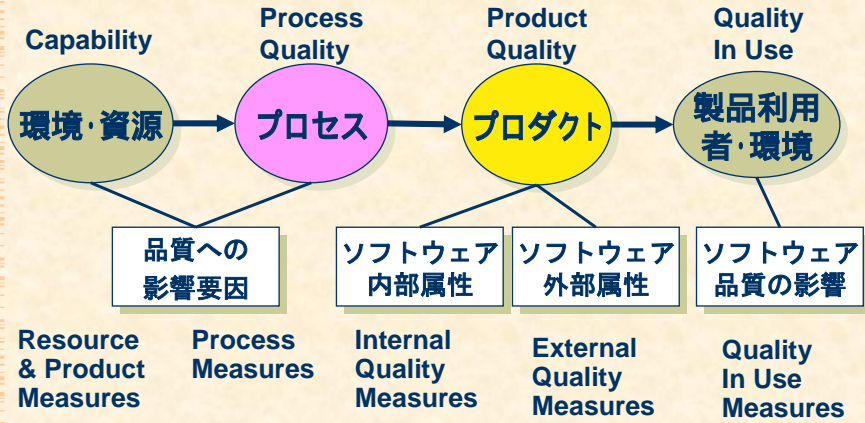 Capability
Process
Quality
Product
Quality
Quality
In Use
環境･資源
プロセス
プロダクト
製品利用
者･環境
品質への
影響要因
ソフトウェア
内部属性
ソフトウェア
外部属性
ソフトウェア
品質の影響
Resource
& Product
Measures
Process
Measures
Internal
Quality
Measures
External
Quality
Measures
Quality
In Use
Measures